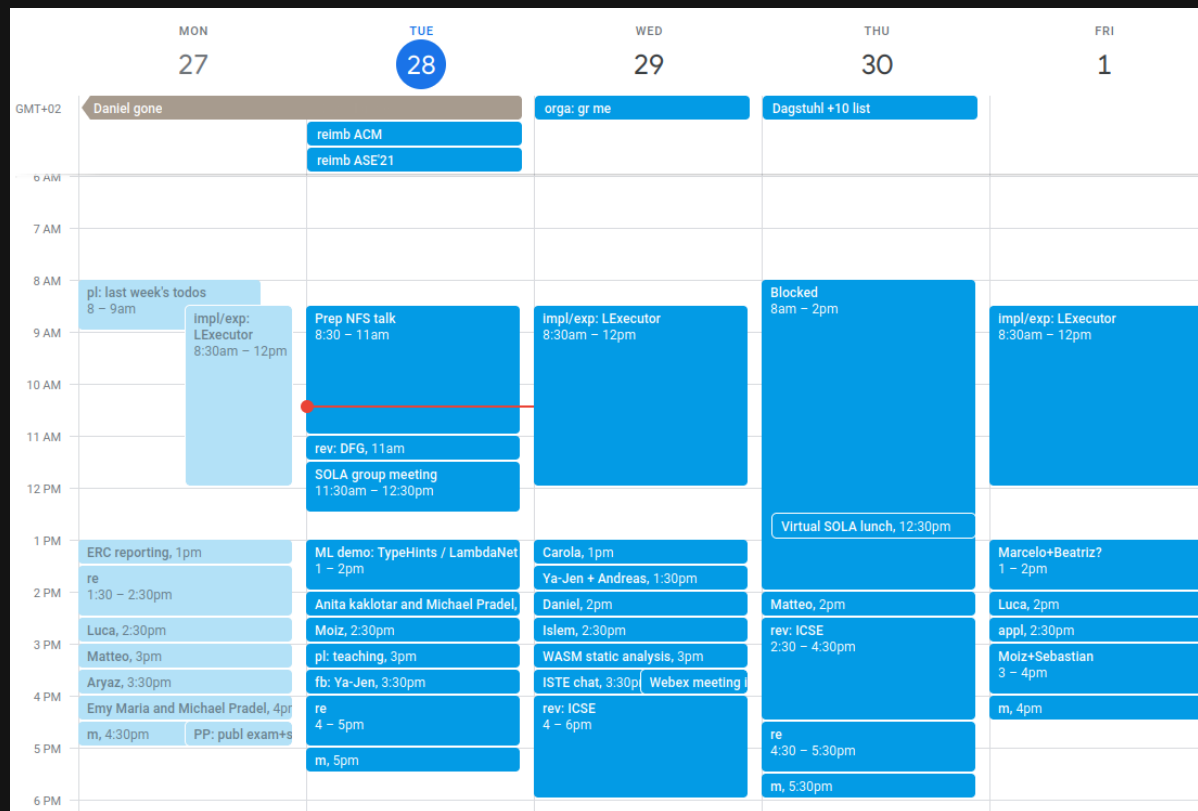 MON
TUE
WED
THU
FRI
27
28
29
30
1
GMT+02
Daniel gone
orga: gr me
Dagstuhl +10 list
reimb ACM
reimb ASE'21
6 AM
7 AM
8 AM
9 AM
10 AM
11 AM
12 PM
1 PM
2 PM
3 PM
4 PM
5 PM
6 PM
pl: last week's todos
8 – 9am
impl/exp:
LExecutor
8:30am – 12pm
ERC reporting, 1pm
re
1:30 – 2:30pm
Luca, 2:30pm
Matteo, 3pm
Aryaz, 3:30pm
Emy Maria and Michael Pradel, 4pr
m, 4:30pm
PP: publ exam+s
Prep NFS talk
8:30 – 11am
rev: DFG, 11am
SOLA group meeting
11:30am – 12:30pm
ML demo: TypeHints / LambdaNet
1 – 2pm
Anita kaklotar and Michael Pradel,
Moiz, 2:30pm
pl: teaching, 3pm
fb: Ya-Jen, 3:30pm
re
4 – 5pm
m, 5pm
impl/exp: LExecutor
8:30am – 12pm
Carola, 1pm
Ya-Jen + Andreas, 1:30pm
Daniel, 2pm
Islem, 2:30pm
WASM static analysis, 3pm
ISTE chat, 3:30p
Webex meeting i
rev: ICSE
4 – 6pm
Blocked
8am – 2pm
Virtual SOLA lunch, 12:30pm
Matteo, 2pm
rev: ICSE
2:30 – 4:30pm
re
4:30 – 5:30pm
m, 5:30pm
impl/exp: LExecutor
8:30am – 12pm
Marcelo+Beatriz?
1 – 2pm
Luca, 2pm
appl, 2:30pm
Moiz+Sebastian
3 – 4pm
m, 4pm